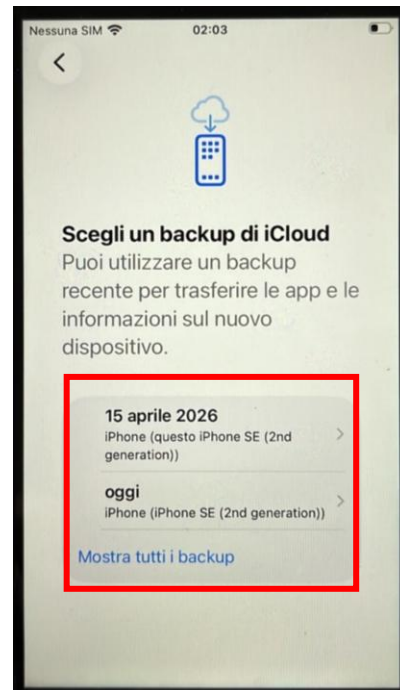 Nessuna SIM 02:03
Scegli un backup di iCloud
Puoi utilizzare un backup
recente per trasferire le app e le
informazioni sul nuovo
dispositivo.
15 aprile 2026
iPhone (questo iPhone SE (2nd
generation))
oggi
iPhone (iPhone SE (2nd generation))
Mostra tutti i backup